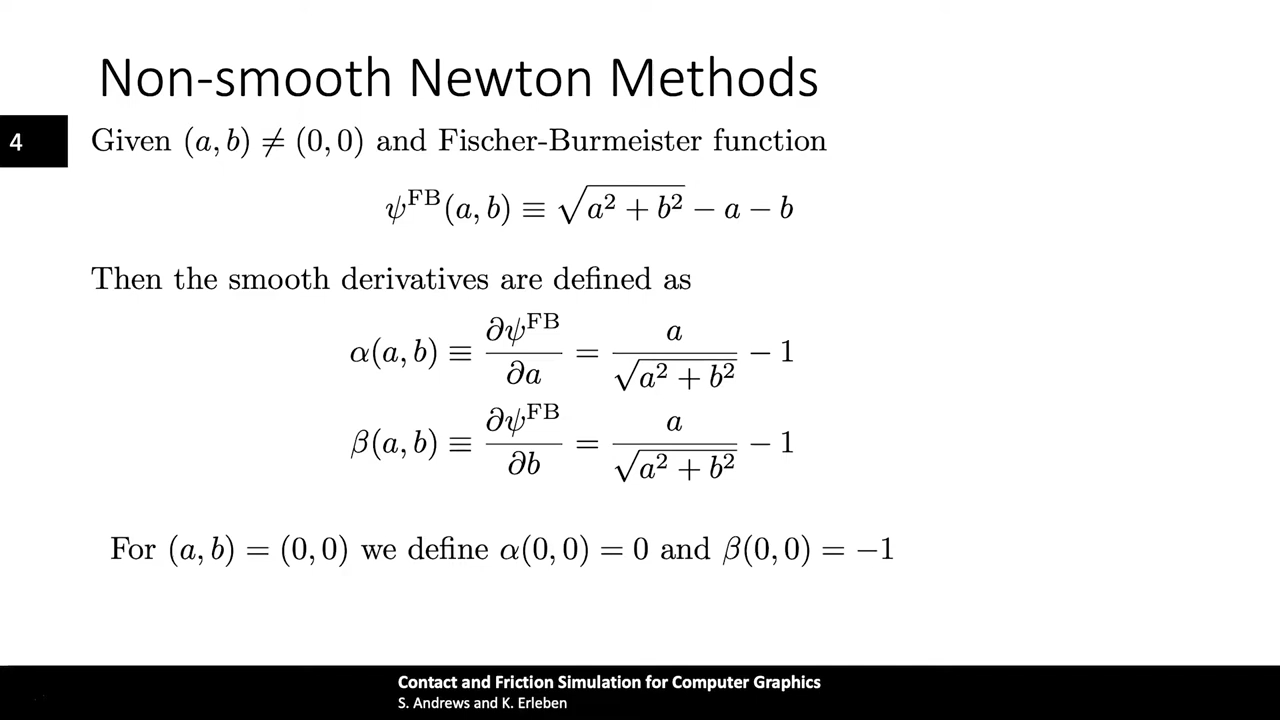 Non-smooth Newton Methods
4
Given (a, b) ≠ (0, 0) and Fischer-Burmeister function
ψ^FB(a, b) ≡ √(a² + b²) − a − b
Then the smooth derivatives are defined as
α(a, b) ≡ ∂ψ^FB/∂a = a/√(a² + b²) − 1
β(a, b) ≡ ∂ψ^FB/∂b = a/√(a² + b²) − 1
For (a, b) = (0, 0) we define α(0, 0) = 0 and β(0, 0) = −1
Contact and Friction Simulation for Computer Graphics
S. Andrews and K. Erleben